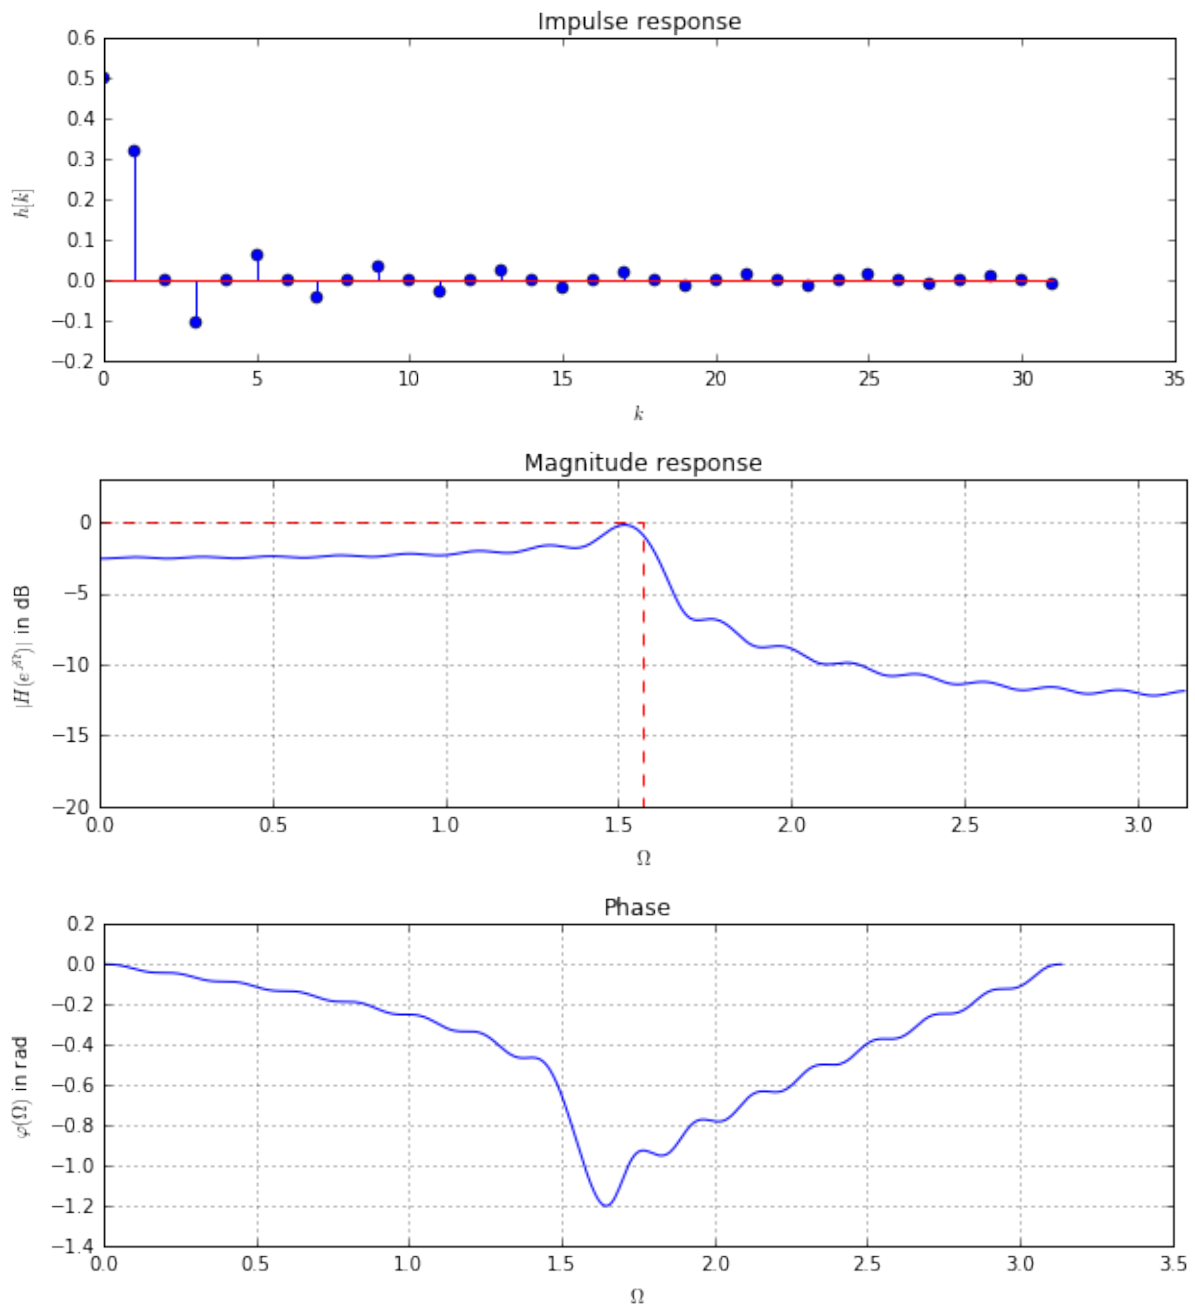 Impulse response
0.6
0.5
0.4
0.3
0.2
0.1
0.0
−0.1
−0.2
h[k]
0 5 10 15 20 25 30 35
k
Magnitude response
0
−5
−10
−15
−20
|H(e^{jΩ})| in dB
0.0 0.5 1.0 1.5 2.0 2.5 3.0
Ω
Phase
0.2
0.0
−0.2
−0.4
−0.6
−0.8
−1.0
−1.2
−1.4
φ(Ω) in rad
0.0 0.5 1.0 1.5 2.0 2.5 3.0 3.5
Ω